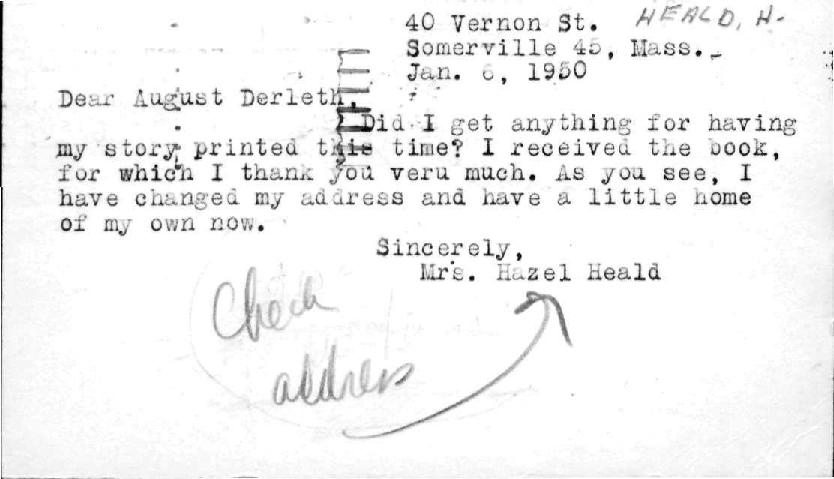 40 Vernon St. HEALD, H.
Somerville 45, Mass.
Jan. 6, 1950
Dear August Derleth,
Did I get anything for having
my story printed this time? I received the book,
for which I thank you veru much. As you see, I
have changed my address and have a little home
of my own now.
Sincerely,
Mrs. Hazel Heald
Check
address